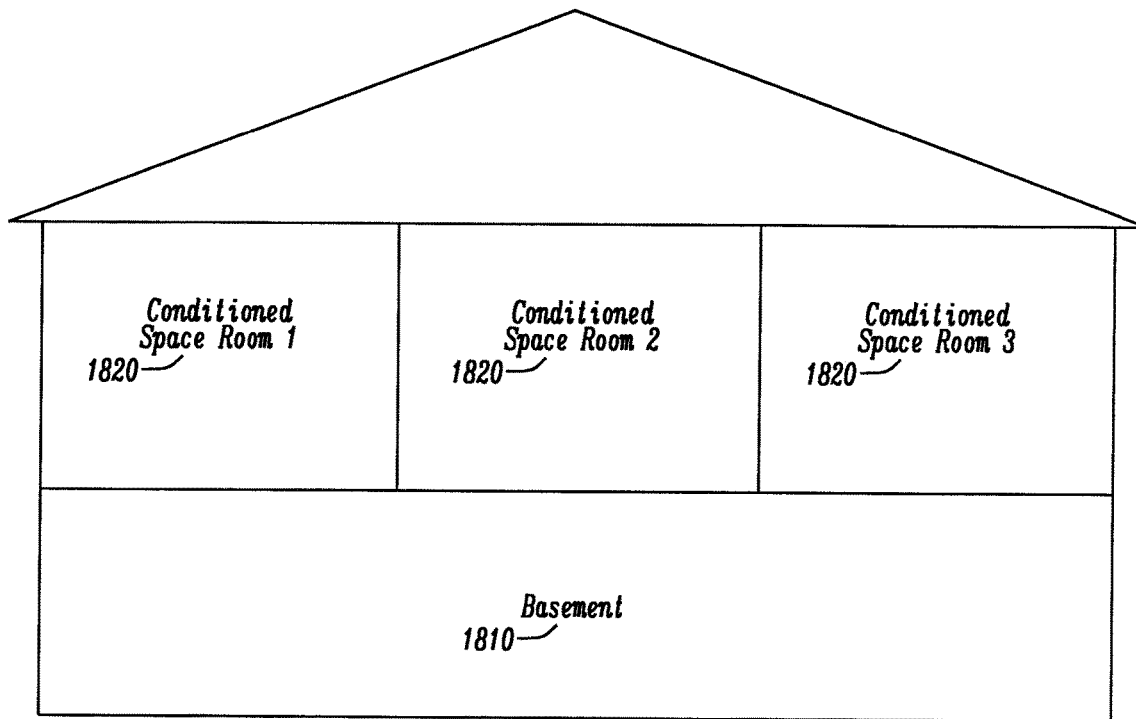 Conditioned
Space Room 1
1820
Conditioned
Space Room 2
1820
Conditioned
Space Room 3
1820
Basement
1810